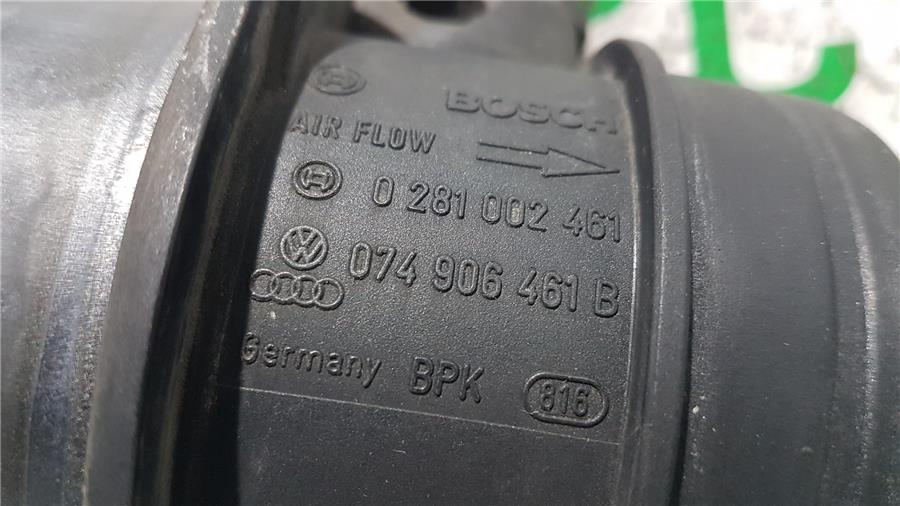 BOSCH
AIR FLOW
0 281 002 461
074 906 461 B
Germany BPK 816